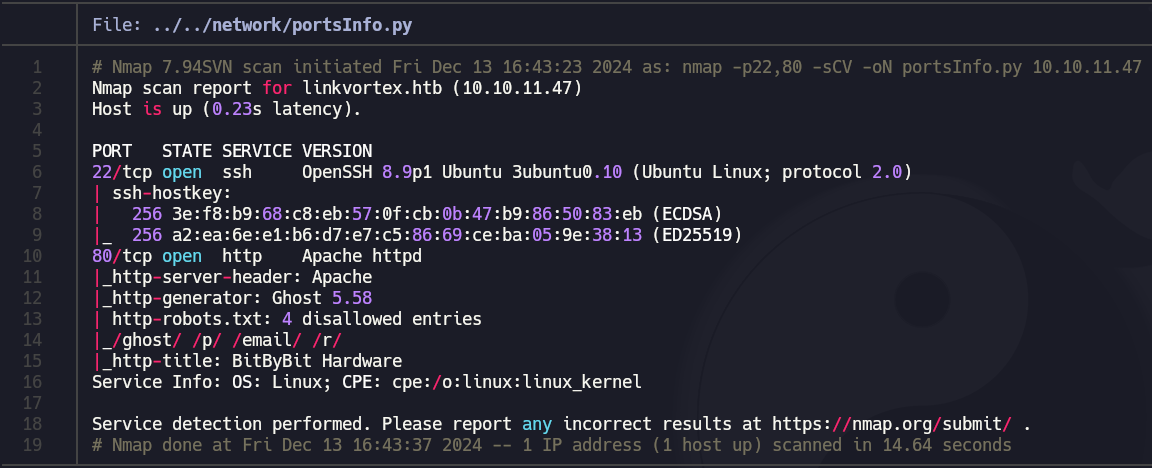 File: ../../network/portsInfo.py
1 # Nmap 7.94SVN scan initiated Fri Dec 13 16:43:23 2024 as: nmap -p22,80 -sCV -oN portsInfo.py 10.10.11.47
2 Nmap scan report for linkvortex.htb (10.10.11.47)
3 Host is up (0.23s latency).
4
5 PORT   STATE SERVICE VERSION
6 22/tcp open  ssh     OpenSSH 8.9p1 Ubuntu 3ubuntu0.10 (Ubuntu Linux; protocol 2.0)
7 | ssh-hostkey:
8 |   256 3e:f8:b9:68:c8:eb:57:0f:cb:0b:47:b9:86:50:83:eb (ECDSA)
9 |_  256 a2:ea:6e:e1:b6:d7:e7:c5:86:69:ce:ba:05:9e:38:13 (ED25519)
10 80/tcp open  http    Apache httpd
11 |_http-server-header: Apache
12 |_http-generator: Ghost 5.58
13 | http-robots.txt: 4 disallowed entries
14 |_/ghost/ /p/ /email/ /r/
15 |_http-title: BitByBit Hardware
16 Service Info: OS: Linux; CPE: cpe:/o:linux:linux_kernel
17
18 Service detection performed. Please report any incorrect results at https://nmap.org/submit/ .
19 # Nmap done at Fri Dec 13 16:43:37 2024 -- 1 IP address (1 host up) scanned in 14.64 seconds